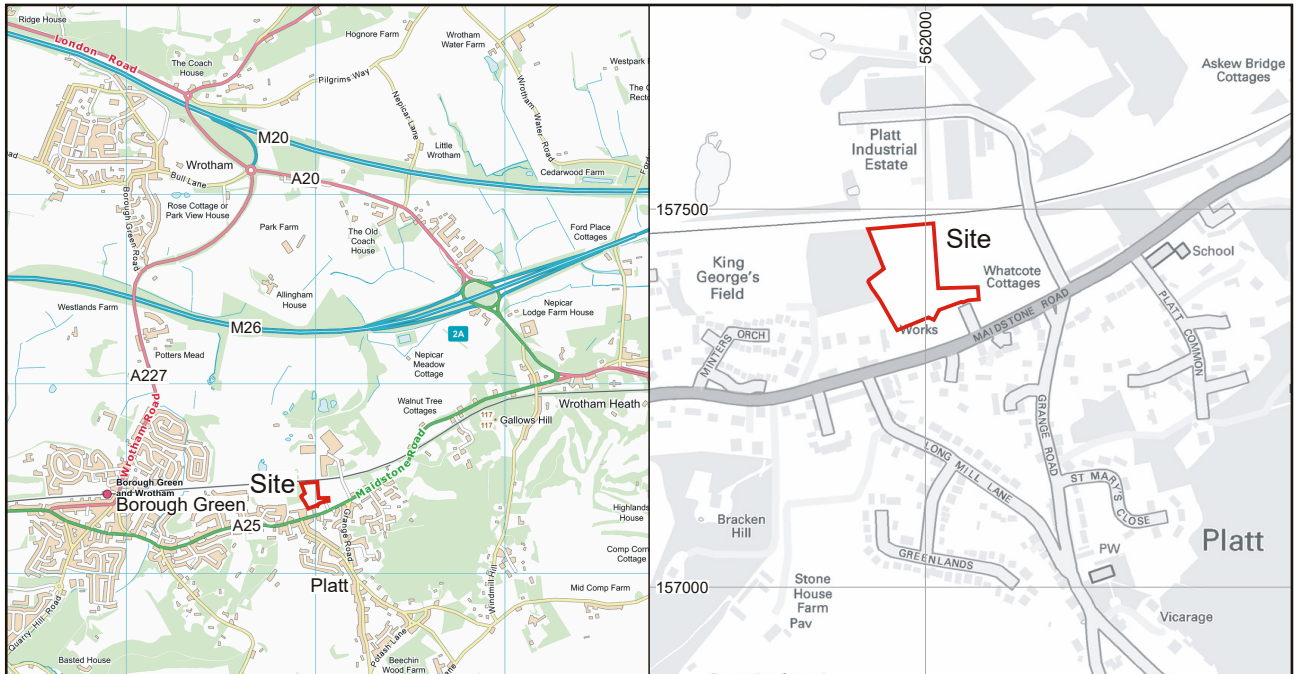 Ridge House
London Road
The Coach
House
Hognore Farm
Wrotham
Water Farm
Westpark
Pilgrims Way
Nepicar Lane
Wrotham Water Road
M20
Little
Wrotham
Wrotham
Bull Lane
A20
Cedarwood Farm
Borough Green Road
Rose Cottage or
Park View House
Park Farm
The Old
Coach
House
Ford Place
Cottages
Westlands Farm
Allingham
House
Nepicar
Lodge Farm House
M26
2A
Potters Mead
Nepicar
Meadow
Cottage
A227
Walnut Tree
Cottages
Wrotham Heath
117
117
Gallows Hill
Wrotham Road
Maidstone Road
Site
Borough Green
and Wrotham
Borough Green
A25
Grange Road
Highlands
House
Comp Com
Cottage
Platt
Windmill Hill
Mid Comp Farm
Quarry Hill Road
Potash Lane
Basted House
Beechin
Wood Farm
562000
Askew Bridge
Cottages
Platt
Industrial
Estate
157500
Site
School
King
George's
Field
Whatcote
Cottages
Works
MAIDSTONE ROAD
PLATT COMMON
MINTERS
ORCH
GRANGE ROAD
LONG MILL LANE
ST MARY'S CLOSE
Bracken
Hill
PW
Platt
GREENLANDS
157000
Stone
House
Farm
Pav
Vicarage